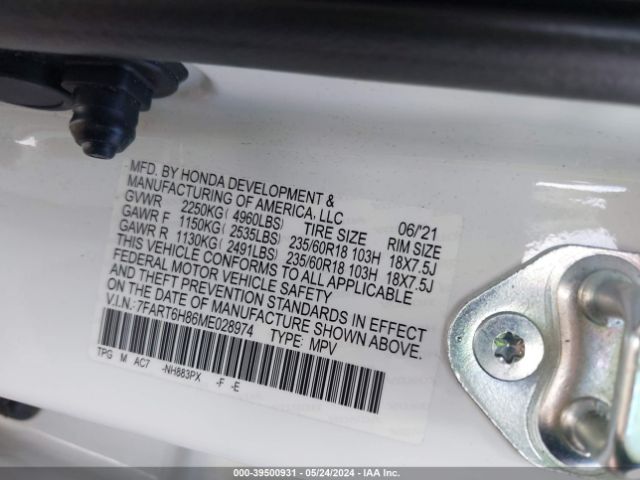 MFD. BY HONDA DEVELOPMENT &
MANUFACTURING OF AMERICA, LLC 06/'21
GVWR 2250KG( 4960LBS) TIRE SIZE RIM SIZE
GAWR F 1150KG( 2535LBS) 235/60R18 103H 18X7.5J
GAWR R 1130KG( 2491LBS) 235/60R18 103H 18X7.5J
THIS VEHICLE CONFORMS TO ALL APPLICABLE
FEDERAL MOTOR VEHICLE SAFETY
AND THEFT PREVENTION STANDARDS IN EFFECT
ON THE DATE OF MANUFACTURE SHOWN ABOVE.
V.I.N.:7FART6H86ME028974 TYPE: MPV
TPG M AC7 -NH883PX -F -E
000-39500931 - 05/24/2024 - IAA Inc.